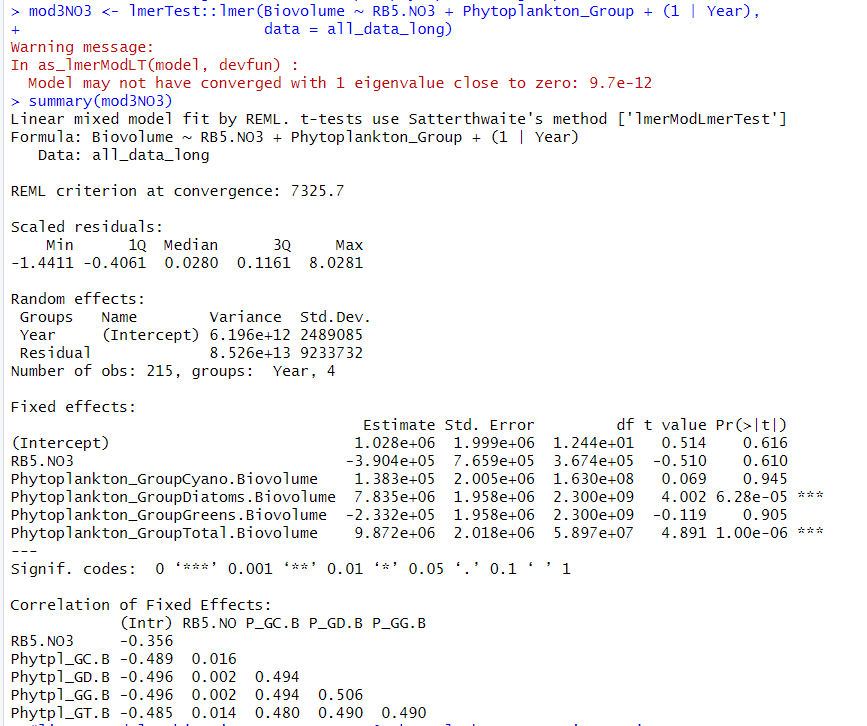 > mod3NO3 <- lmerTest::lmer(Biovolume ~ RB5.NO3 + Phytoplankton_Group + (1 | Year),
+ data = all_data_long)
Warning message:
In as_lmerModLT(model, devfun) :
Model may not have converged with 1 eigenvalue close to zero: 9.7e-12
> summary(mod3NO3)
Linear mixed model fit by REML. t-tests use Satterthwaite's method ['lmerModLmerTest']
Formula: Biovolume ~ RB5.NO3 + Phytoplankton_Group + (1 | Year)
Data: all_data_long
REML criterion at convergence: 7325.7
Scaled residuals:
Min 1Q Median 3Q Max
-1.4411 -0.4061 0.0280 0.1161 8.0281
Random effects:
Groups Name Variance Std.Dev.
Year (Intercept) 6.196e+12 2489085
Residual 8.526e+13 9233732
Number of obs: 215, groups: Year, 4
Fixed effects:
Estimate Std. Error df t value Pr(>|t|)
(Intercept) 1.028e+06 1.999e+06 1.244e+01 0.514 0.616
RB5.NO3 -3.904e+05 7.659e+05 3.674e+05 -0.510 0.610
Phytoplankton_GroupCyano.Biovolume 1.383e+05 2.005e+06 1.630e+08 0.069 0.945
Phytoplankton_GroupDiatoms.Biovolume 7.835e+06 1.958e+06 2.300e+09 4.002 6.28e-05 ***
Phytoplankton_GroupGreens.Biovolume -2.332e+05 1.958e+06 2.300e+09 -0.119 0.905
Phytoplankton_GroupTotal.Biovolume 9.872e+06 2.018e+06 5.897e+07 4.891 1.00e-06 ***
---
Signif. codes: 0 ‘***’ 0.001 ‘**’ 0.01 ‘*’ 0.05 ‘.’ 0.1 ‘ ’ 1
Correlation of Fixed Effects:
(Intr) RB5.NO P_GC.B P_GD.B P_GG.B
RB5.NO3 -0.356
Phytpl_GC.B -0.489 0.016
Phytpl_GD.B -0.496 0.002 0.494
Phytpl_GG.B -0.496 0.002 0.494 0.506
Phytpl_GT.B -0.485 0.014 0.480 0.490 0.490